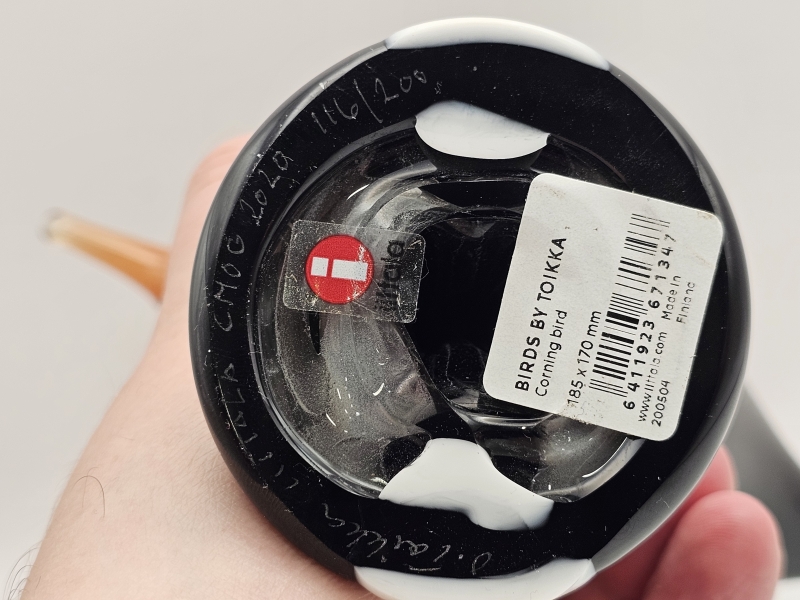 O. Toikka IITTALA CMOG 2020 116/200
i iittala
BIRDS BY TOIKKA
Corning bird
185 x 170 mm
6 411923 671347
www.iittala.com Made in
200504 Finland